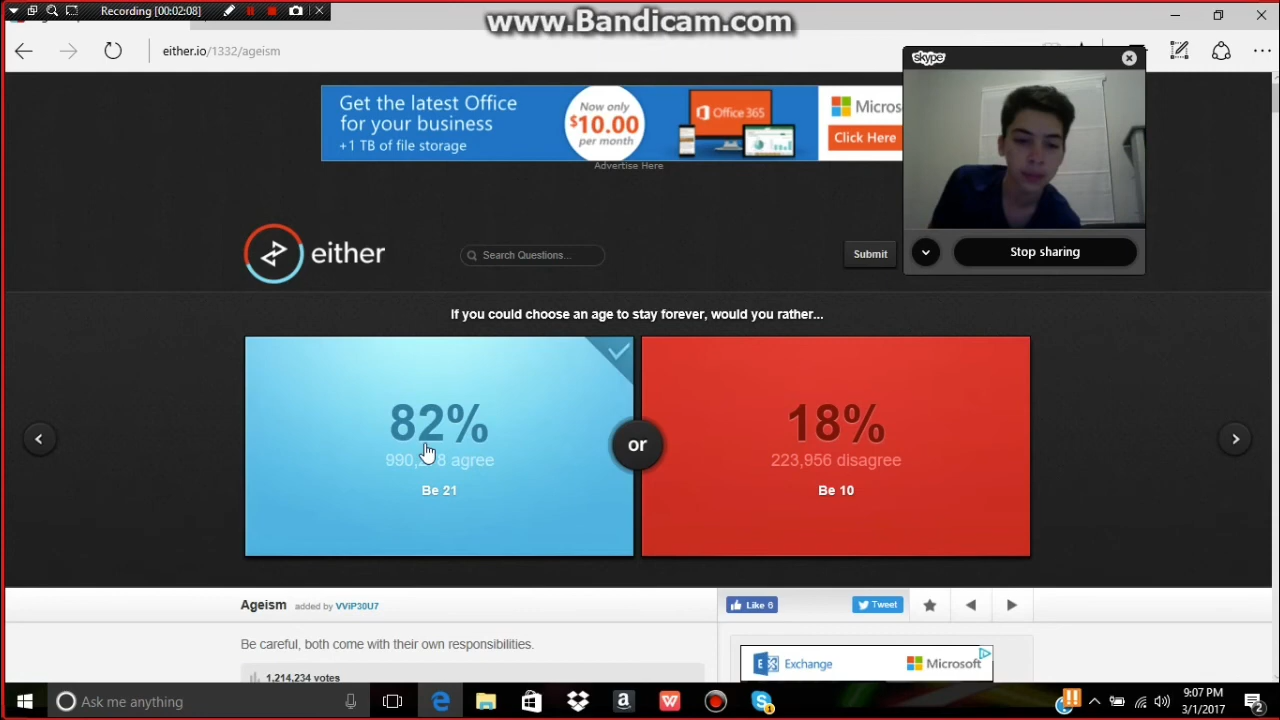 Recording [00:02:08]
www.Bandicam.com
either.io/1332/ageism
skype
Get the latest Office
for your business
+1 TB of file storage
Now only
$10.00
per month
Office 365
Click Here
Advertise Here
Stop sharing
either
Search Questions...
Submit
If you could choose an age to stay forever, would you rather...
82%
agree
Be 21
or
18%
223,956 disagree
Be 10
Ageism added by VViP30U7
Like 6
Tweet
Be careful, both come with their own responsibilities.
1,214,234 votes
Exchange
Microsoft
Ask me anything
9:07 PM
3/1/2017